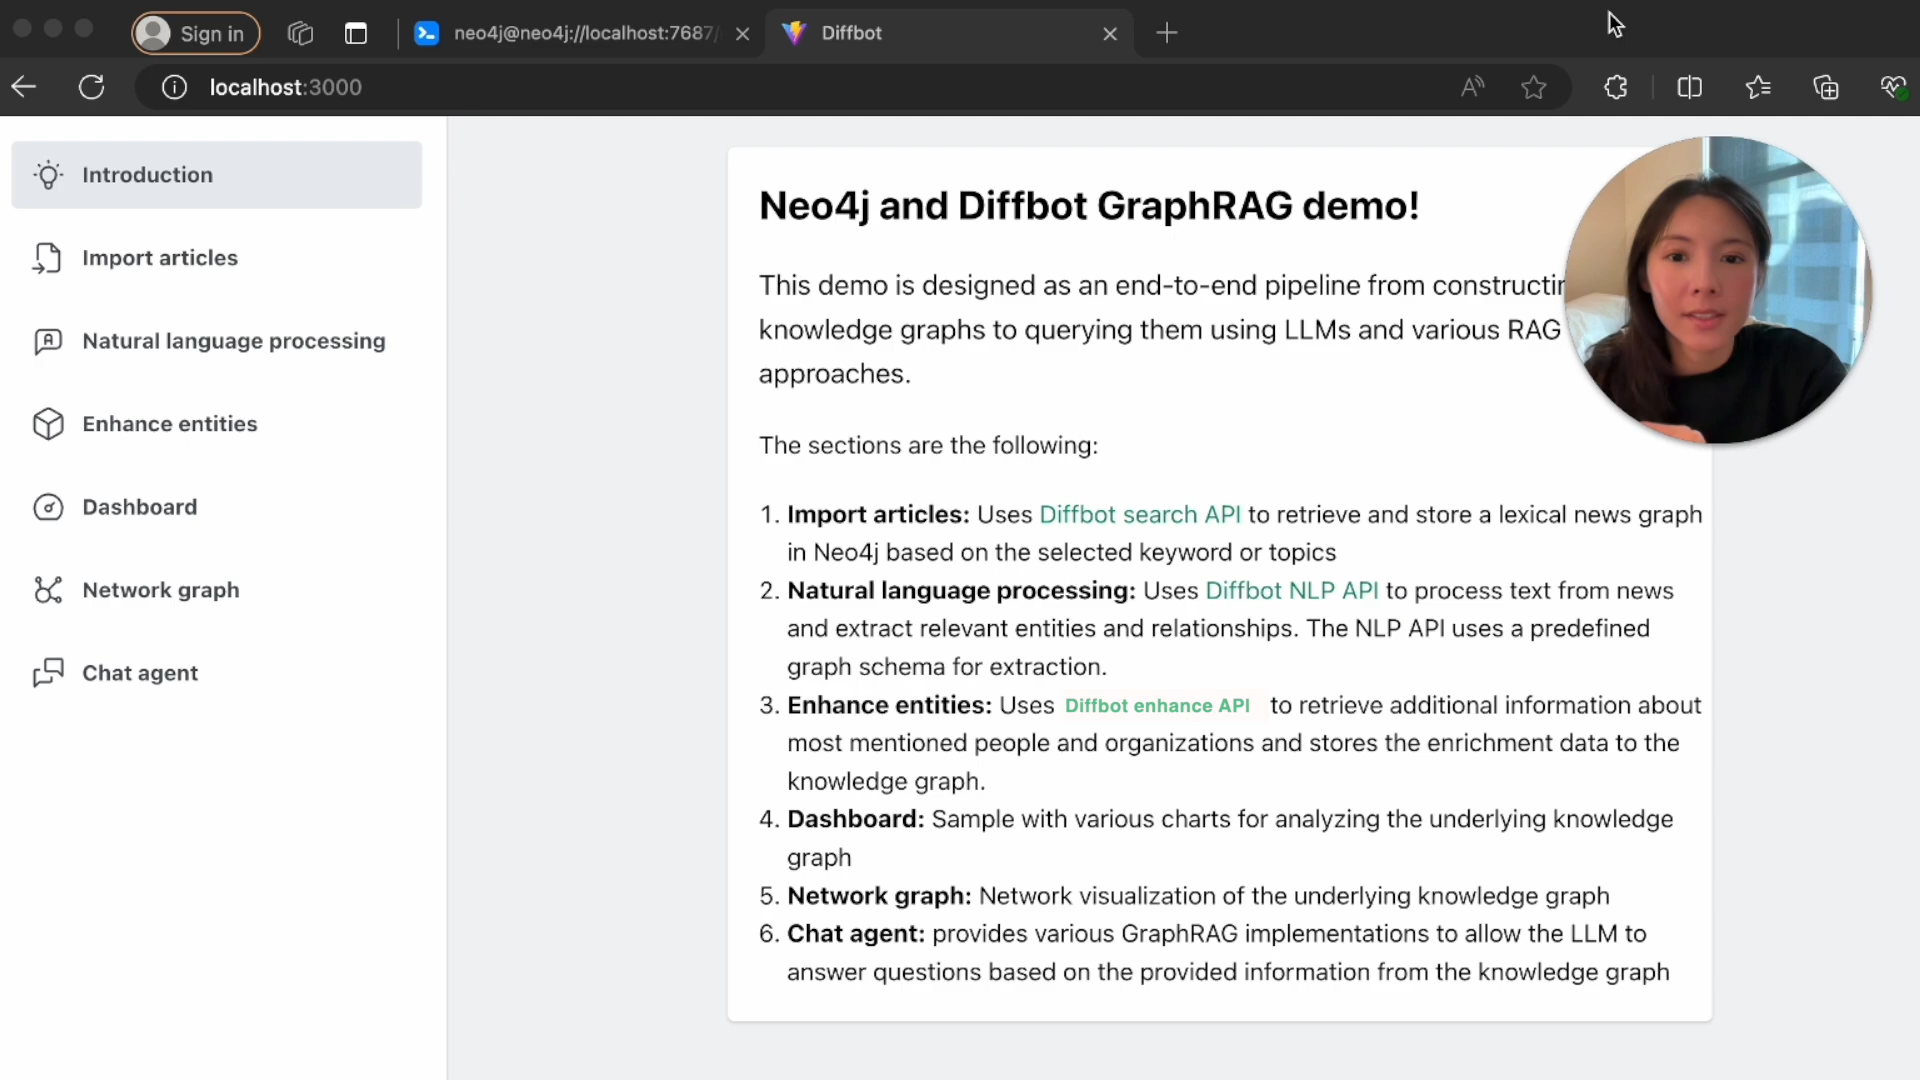 Sign in
neo4j@neo4j://localhost:7687/
Diffbot
localhost:3000
Introduction
Import articles
Natural language processing
Enhance entities
Dashboard
Network graph
Chat agent
Neo4j and Diffbot GraphRAG demo!
This demo is designed as an end-to-end pipeline from constructin
knowledge graphs to querying them using LLMs and various RAG
approaches.
The sections are the following:
1. Import articles: Uses Diffbot search API to retrieve and store a lexical news graph
in Neo4j based on the selected keyword or topics
2. Natural language processing: Uses Diffbot NLP API to process text from news
and extract relevant entities and relationships. The NLP API uses a predefined
graph schema for extraction.
3. Enhance entities: Uses Diffbot enhance API to retrieve additional information about
most mentioned people and organizations and stores the enrichment data to the
knowledge graph.
4. Dashboard: Sample with various charts for analyzing the underlying knowledge
graph
5. Network graph: Network visualization of the underlying knowledge graph
6. Chat agent: provides various GraphRAG implementations to allow the LLM to
answer questions based on the provided information from the knowledge graph